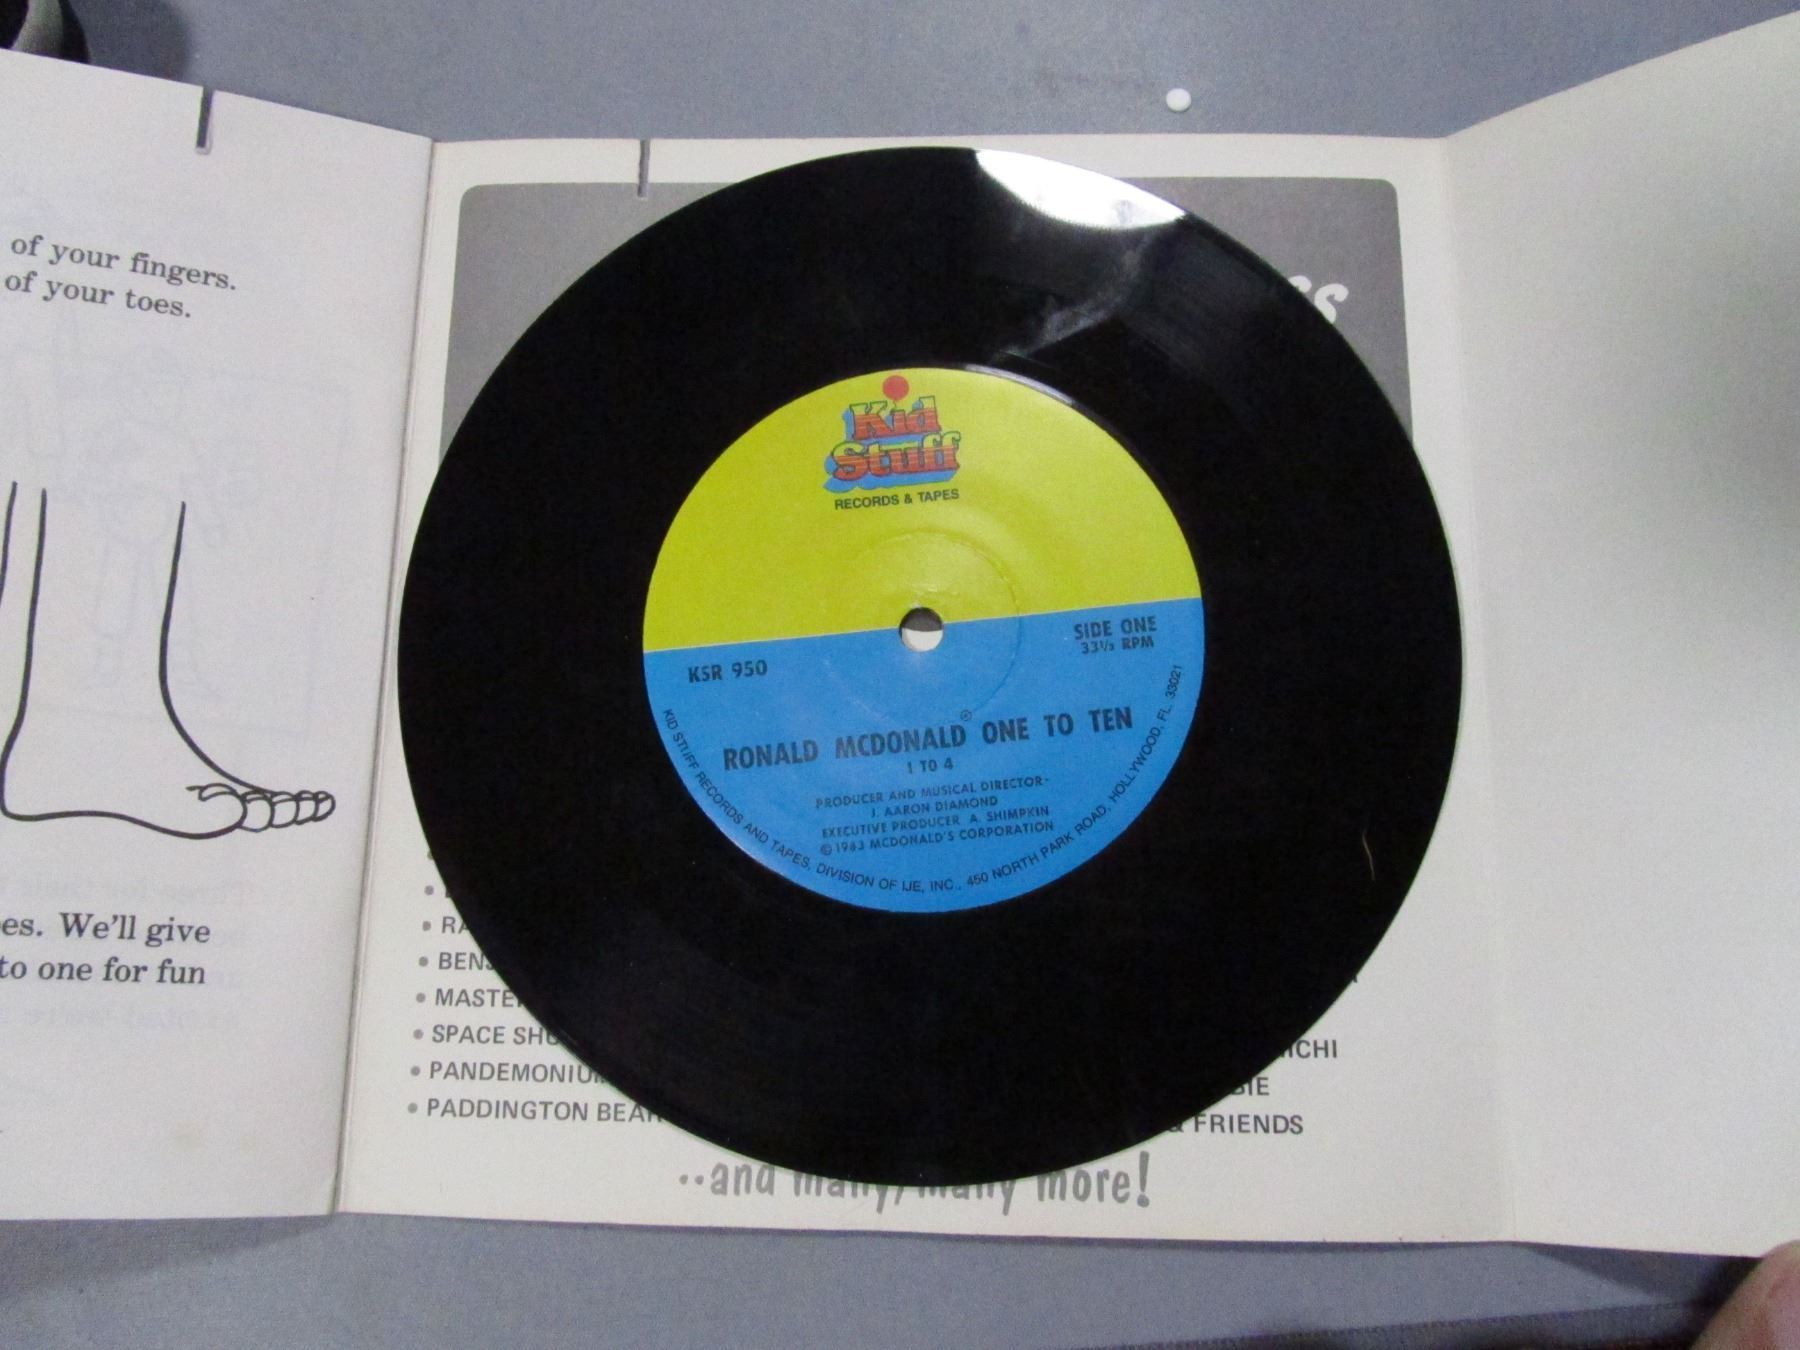 of your fingers.
of your toes.
We'll give
to one for fun
Kid
Stuff
RECORDS & TAPES
KSR 950
SIDE ONE
33⅓ RPM
RONALD MCDONALD® ONE TO TEN
1 TO 4
PRODUCER AND MUSICAL DIRECTOR-
J. AARON DIAMOND
EXECUTIVE PRODUCER A. SHIMPKIN
© 1983 MCDONALD'S CORPORATION
KID STUFF RECORDS AND TAPES, DIVISION OF IJE, INC., 450 NORTH PARK ROAD, HOLLYWOOD, FL. 33021
• SPACE
• PANDEMONIUM
• PADDINGTON BEAR
& FRIENDS
..and many, many more!